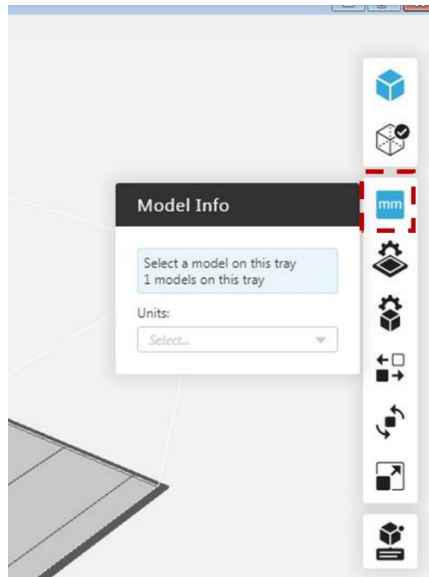 Model Info
mm
Select a model on this tray
1 models on this tray
Units:
Select...